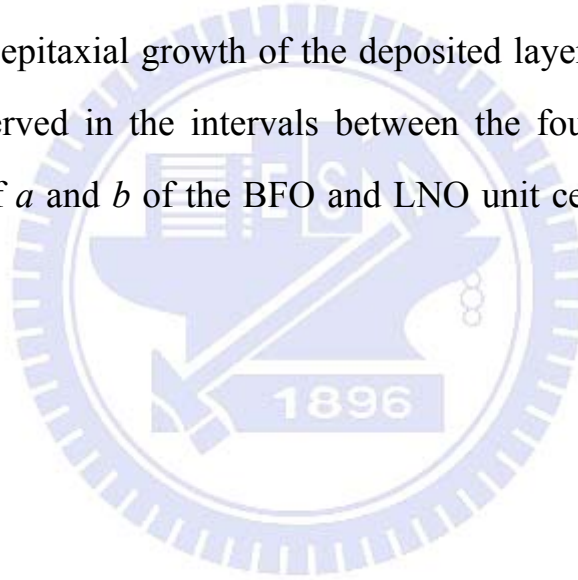 epitaxial growth of the deposited layer
erved in the intervals between the fou
f a and b of the BFO and LNO unit ce
ES
1896